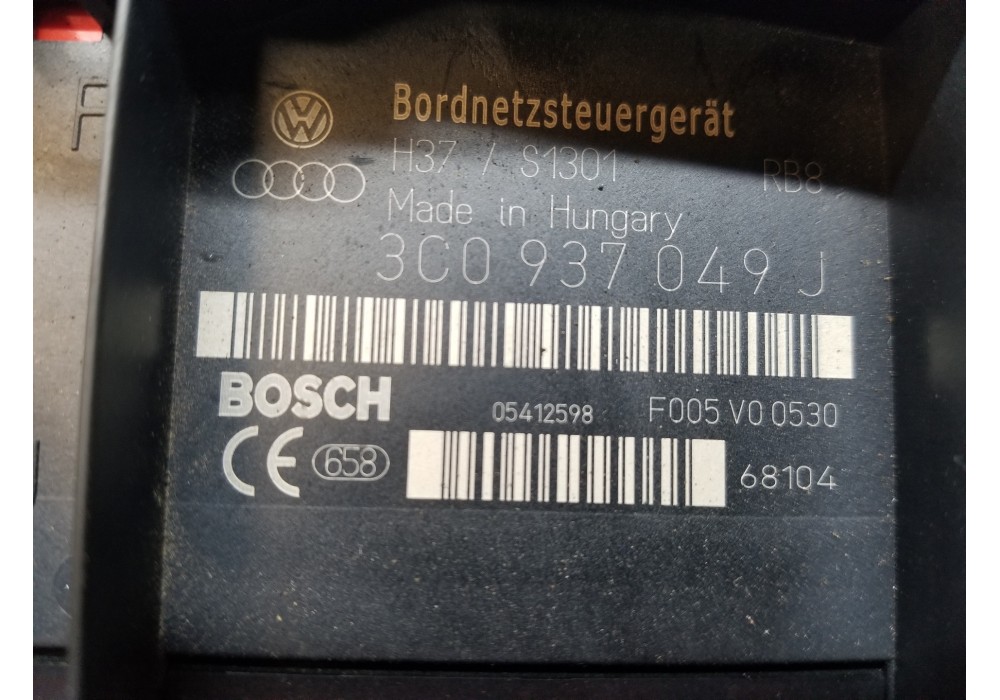 F
Bordnetzsteuergerät
H37 / S1301 RB8
Made in Hungary
3C0 937 049 J
BOSCH 05412598 F005 V0 0530
CE 658 68104